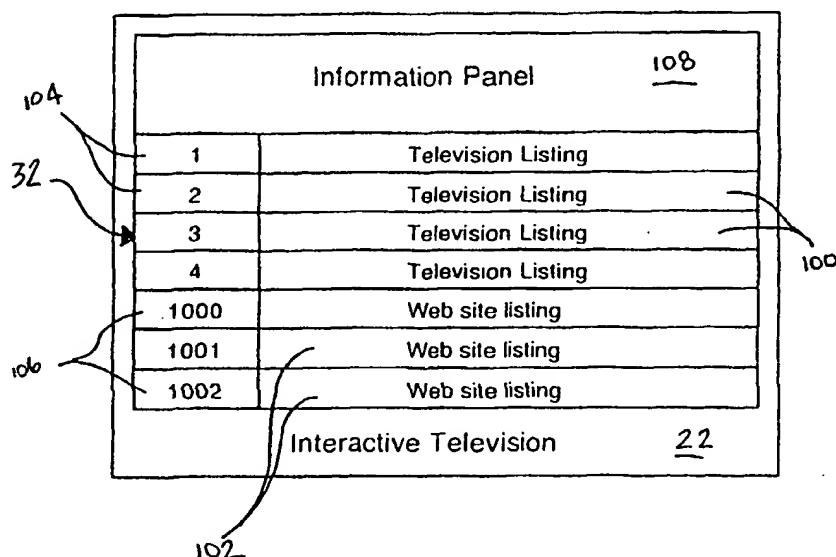 Information Panel 108
104
1 Television Listing
32
2 Television Listing
3 Television Listing
100
4 Television Listing
1000 Web site listing
106
1001 Web site listing
1002 Web site listing
Interactive Television 22
102